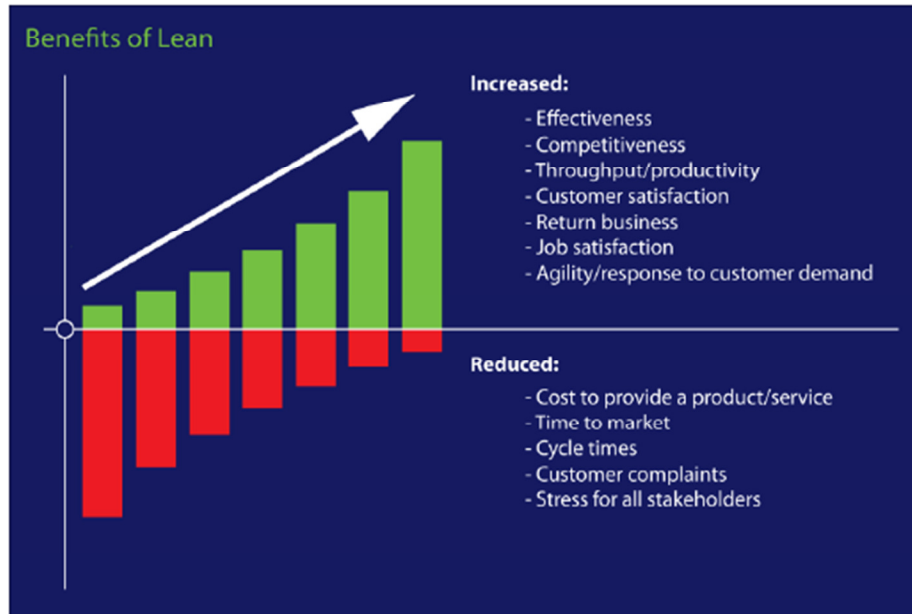 Benefits of Lean
Increased:
- Effectiveness
- Competitiveness
- Throughput/productivity
- Customer satisfaction
- Return business
- Job satisfaction
- Agility/response to customer demand
Reduced:
- Cost to provide a product/service
- Time to market
- Cycle times
- Customer complaints
- Stress for all stakeholders